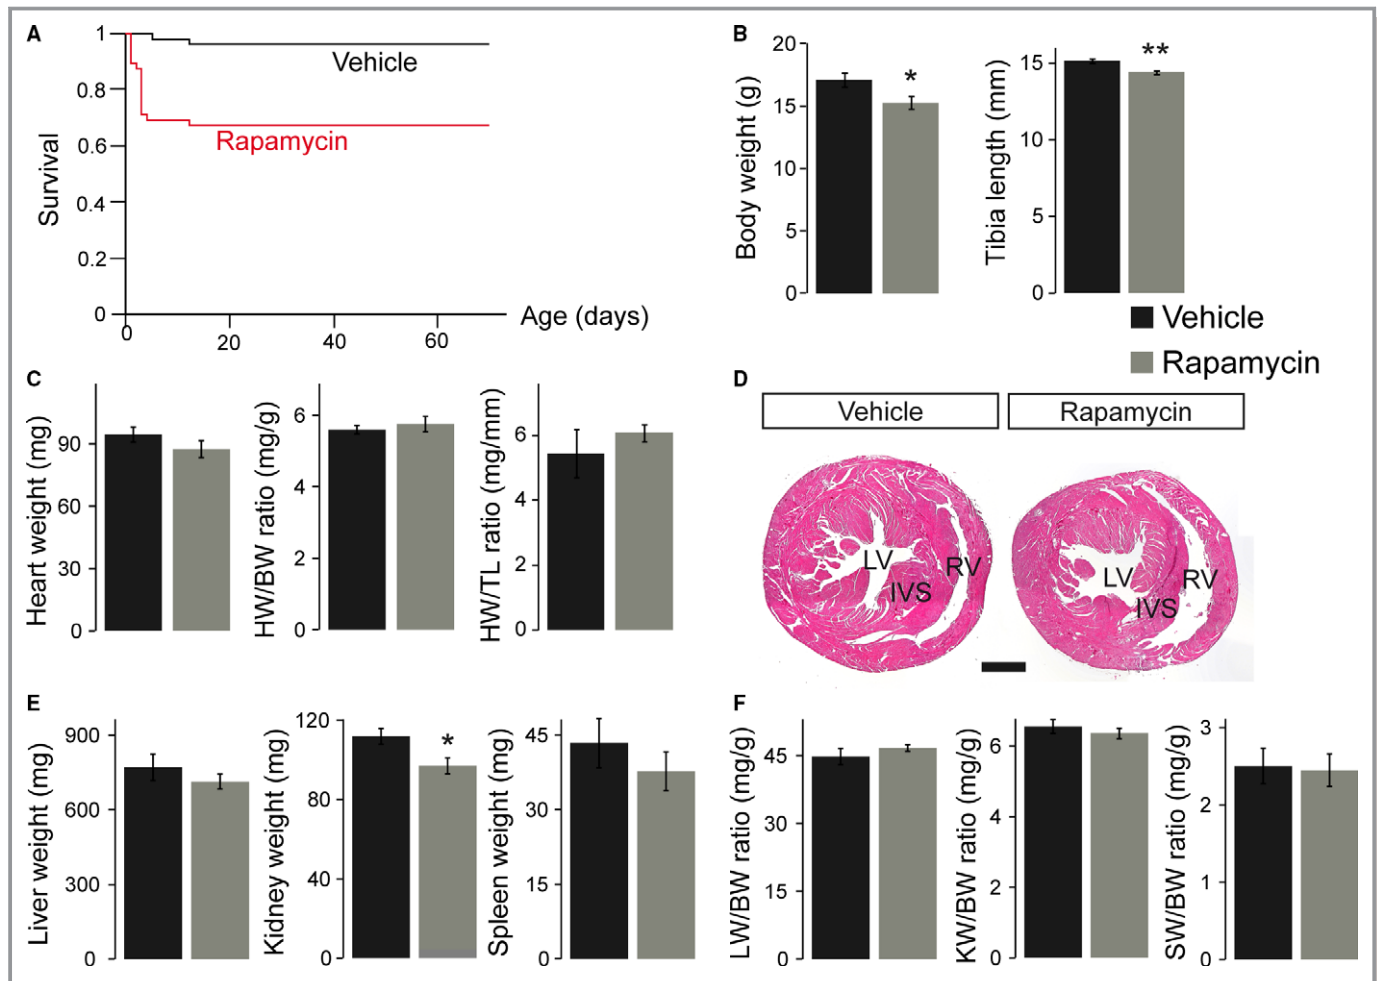 A
1
0.8
0.6
0.4
0.2
0
Survival
Vehicle
Rapamycin
0
20
40
60
Age (days)
B
20
15
10
5
0
Body weight (g)
*
15
10
5
0
Tibia length (mm)
**
Vehicle
Rapamycin
C
90
60
30
0
Heart weight (mg)
6
4
2
0
HW/BW ratio (mg/g)
6
4
2
0
HW/TL ratio (mg/mm)
D
Vehicle
Rapamycin
LV
RV
IVS
LV
RV
IVS
E
900
600
300
0
Liver weight (mg)
120
80
40
0
Kidney weight (mg)
*
45
30
15
0
Spleen weight (mg)
F
45
30
15
0
LW/BW ratio (mg/g)
6
4
2
0
KW/BW ratio (mg/g)
3
2
1
0
SW/BW ratio (mg/g)